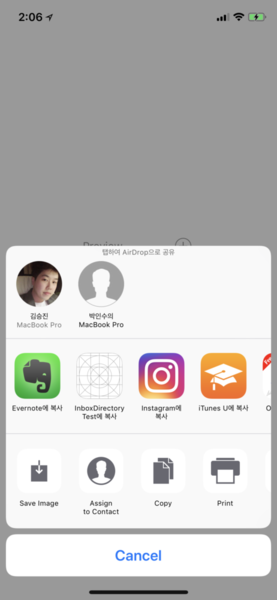 2:06
Preview
탭하여 AirDrop으로 공유
김승진
MacBook Pro
박인수의
MacBook Pro
Evernote에 복사
InboxDirectory
Test에 복사
Instagram에
복사
iTunes U에 복사
Save Image
Assign
to Contact
Copy
Print
Cancel